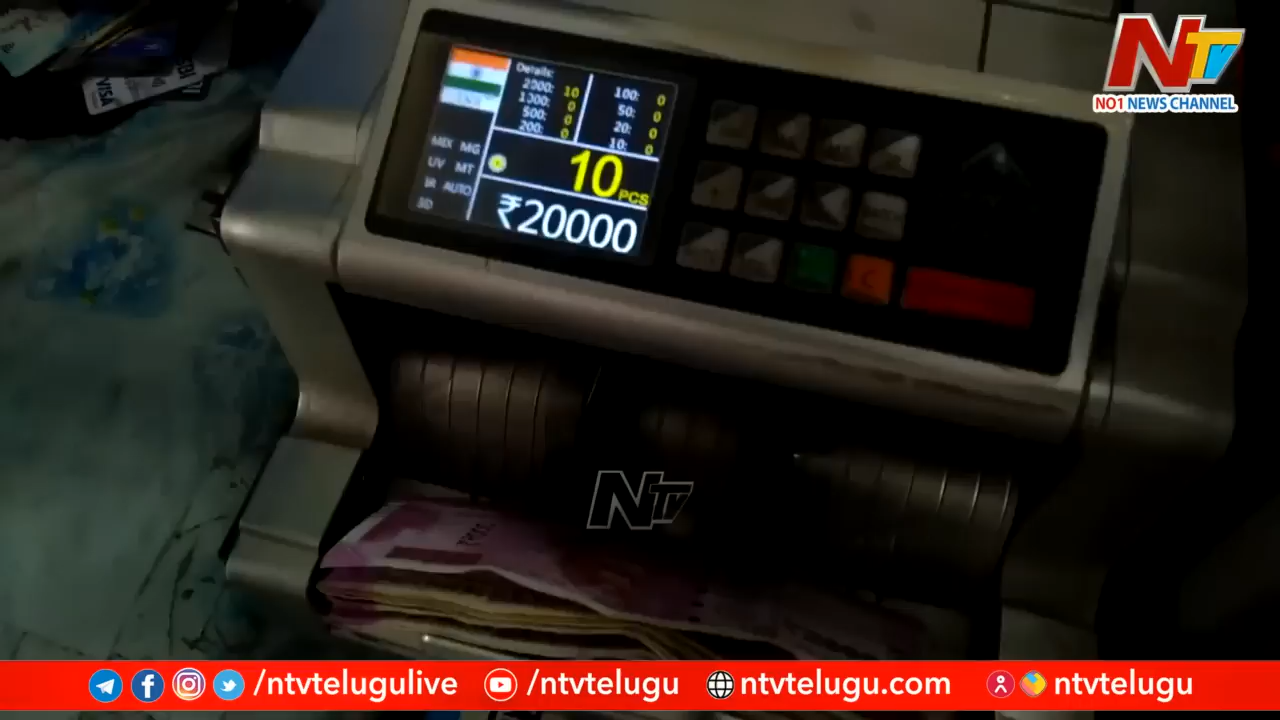 NTV
NO1 NEWS CHANNEL
VISA
Details:
2000: 10
1000: 0
500: 0
200: 0
100: 0
50: 0
20: 0
10: 0
MIX MG
UV MT
IR AUTO
3D
10 PCS
₹20000
C
NTV
/ntvtelugulive
/ntvtelugu
ntvtelugu.com
ntvtelugu